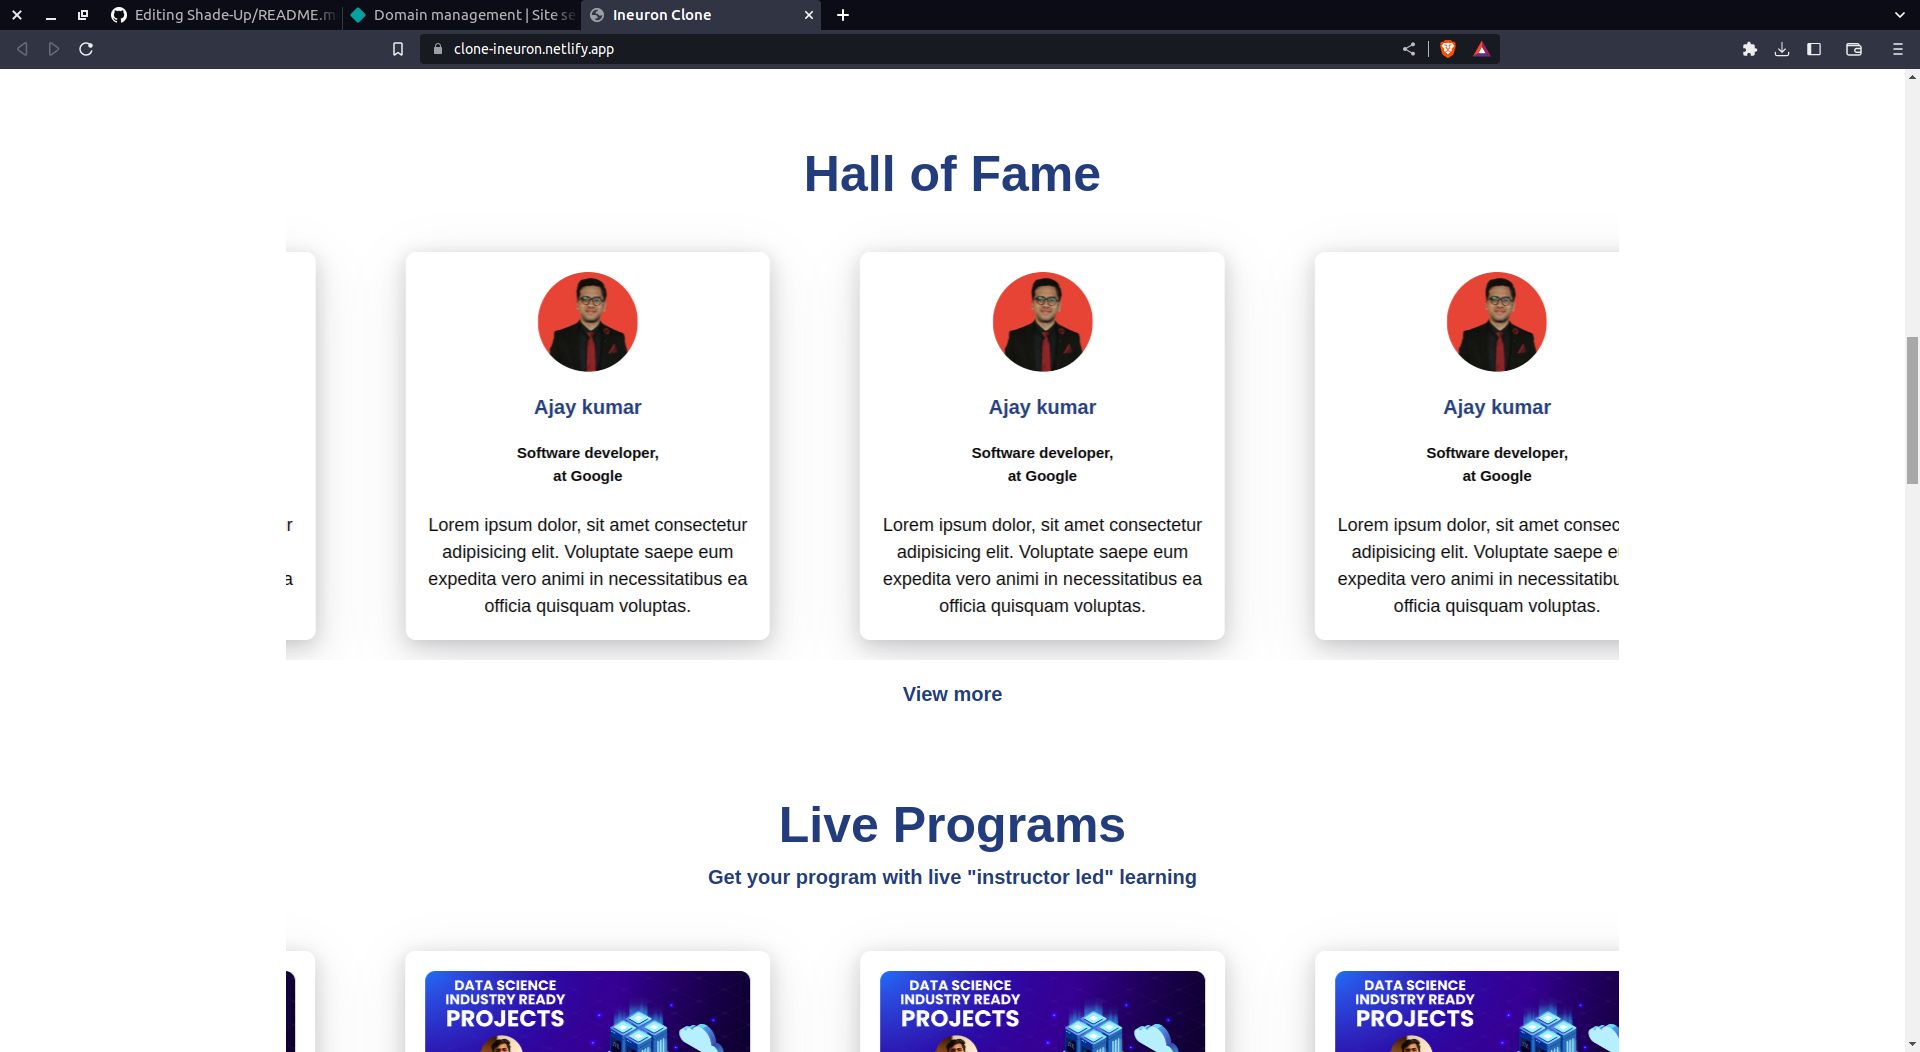 Editing Shade-Up/README.m
Domain management | Site se
Ineuron Clone
clone-ineuron.netlify.app
Hall of Fame
r
a
Ajay kumar
Software developer,
at Google
Lorem ipsum dolor, sit amet consectetur
adipisicing elit. Voluptate saepe eum
expedita vero animi in necessitatibus ea
officia quisquam voluptas.
Ajay kumar
Software developer,
at Google
Lorem ipsum dolor, sit amet consectetur
adipisicing elit. Voluptate saepe eum
expedita vero animi in necessitatibus ea
officia quisquam voluptas.
Ajay kumar
Software developer,
at Google
Lorem ipsum dolor, sit amet consec
adipisicing elit. Voluptate saepe e
expedita vero animi in necessitatibu
officia quisquam voluptas.
View more
Live Programs
Get your program with live "instructor led" learning
DATA SCIENCE
INDUSTRY READY
PROJECTS
DATA SCIENCE
INDUSTRY READY
PROJECTS
DATA SCIENCE
INDUSTRY READY
PROJECTS